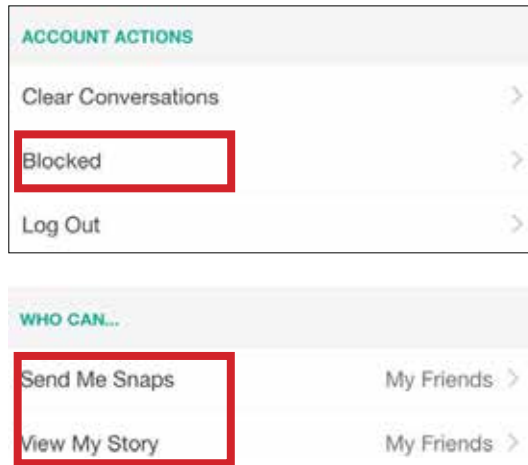 ACCOUNT ACTIONS
Clear Conversations
Blocked
Log Out
WHO CAN...
Send Me Snaps My Friends
View My Story My Friends